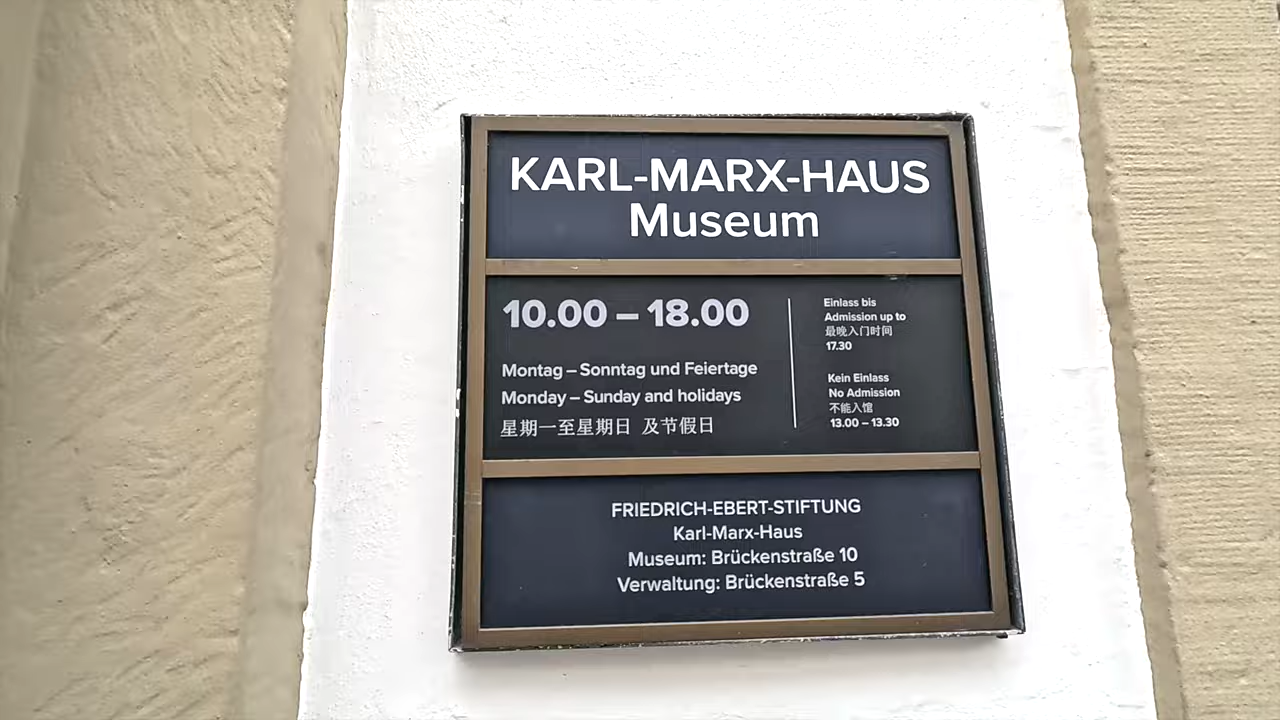 KARL-MARX-HAUS
Museum
10.00 – 18.00
Montag – Sonntag und Feiertage
Monday – Sunday and holidays
星期一至星期日 及节假日
Einlass bis
Admission up to
最晚入门时间
17.30
Kein Einlass
No Admission
不能入馆
13.00 – 13.30
FRIEDRICH-EBERT-STIFTUNG
Karl-Marx-Haus
Museum: Brückenstraße 10
Verwaltung: Brückenstraße 5